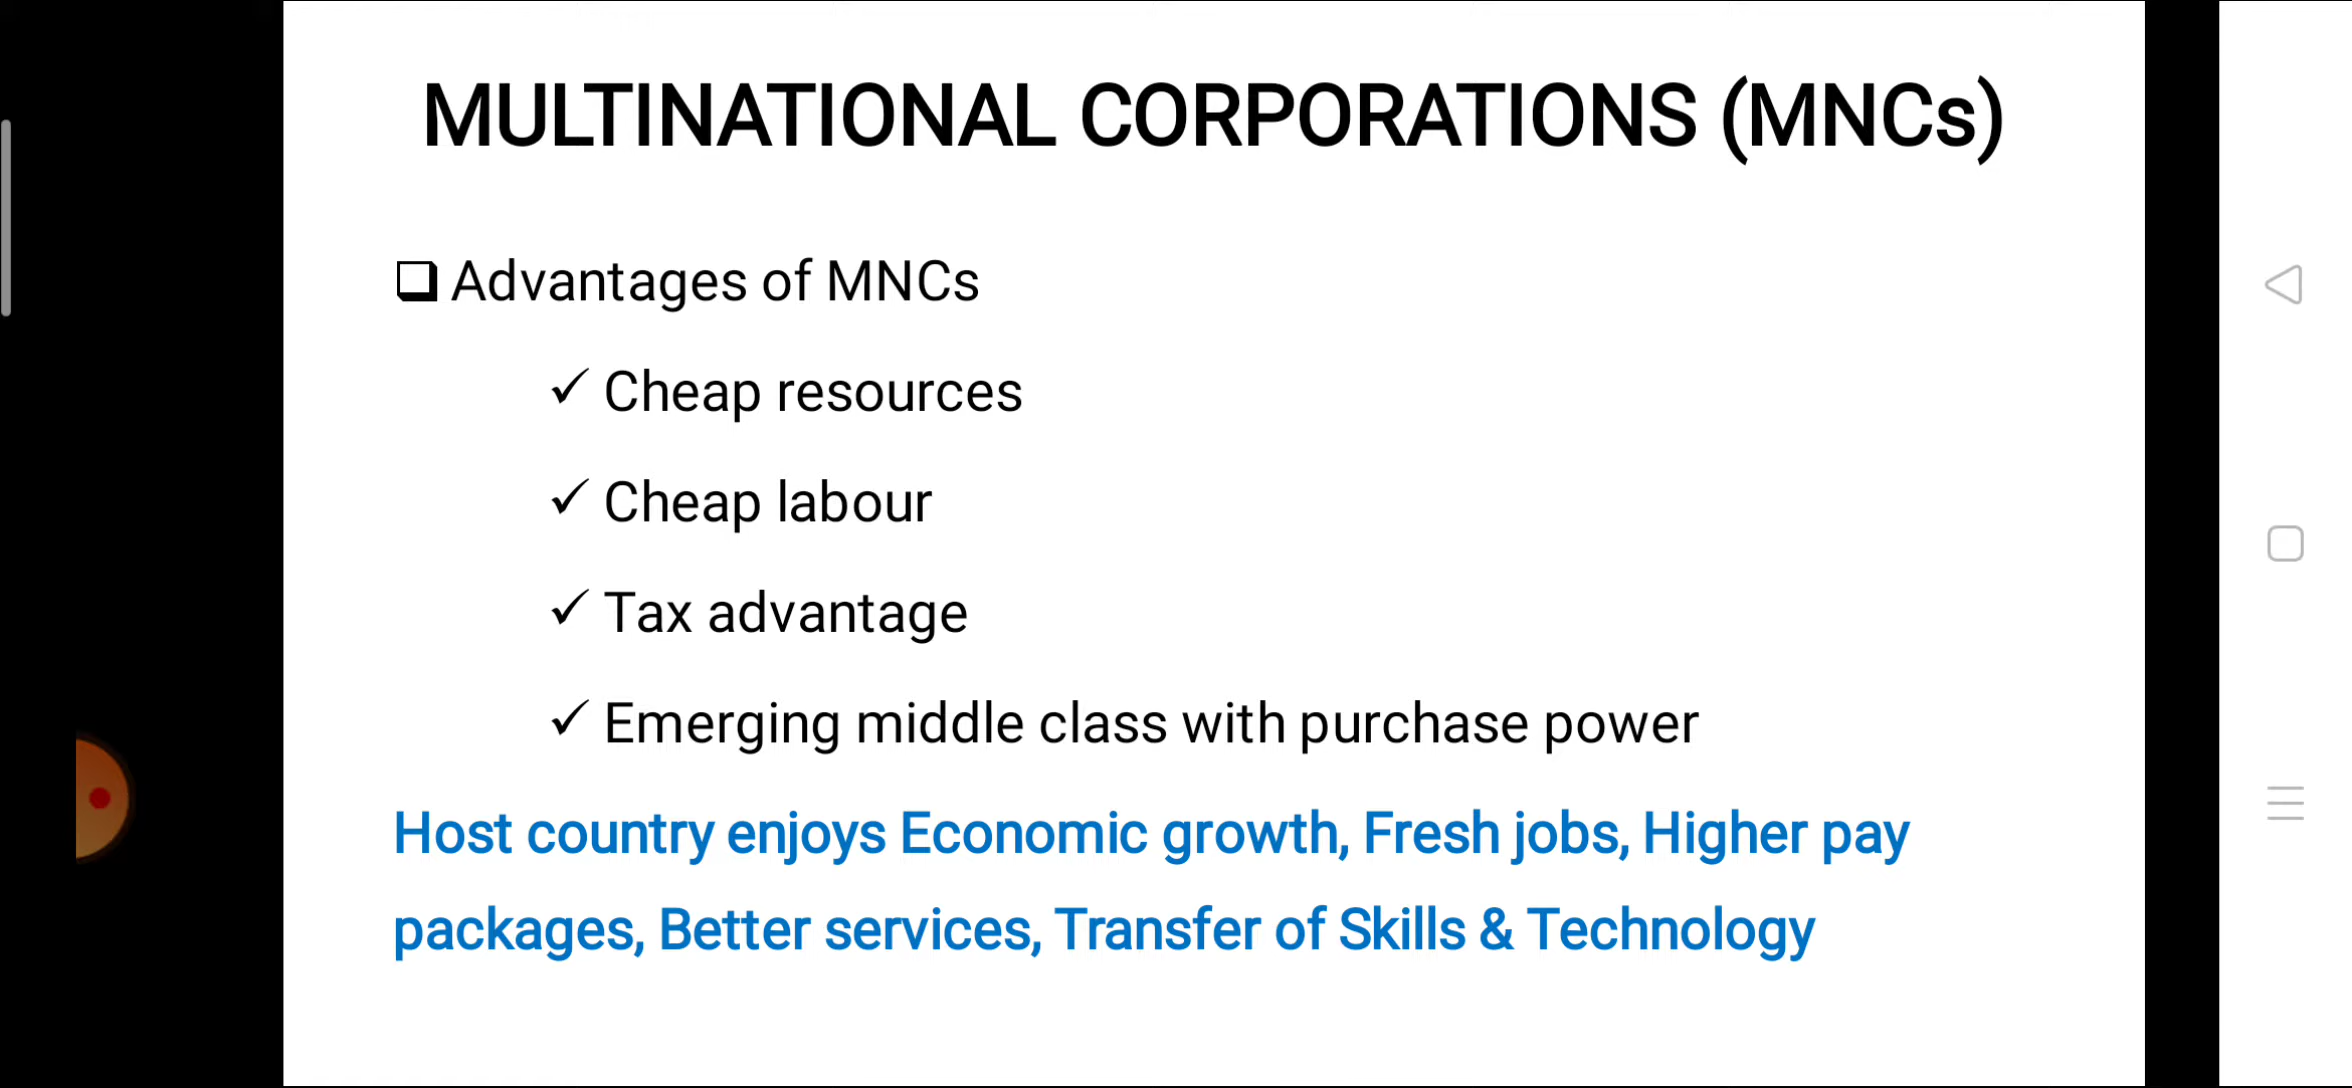 MULTINATIONAL CORPORATIONS (MNCs)
Advantages of MNCs
Cheap resources
Cheap labour
Tax advantage
Emerging middle class with purchase power
Host country enjoys Economic growth, Fresh jobs, Higher pay
packages, Better services, Transfer of Skills & Technology